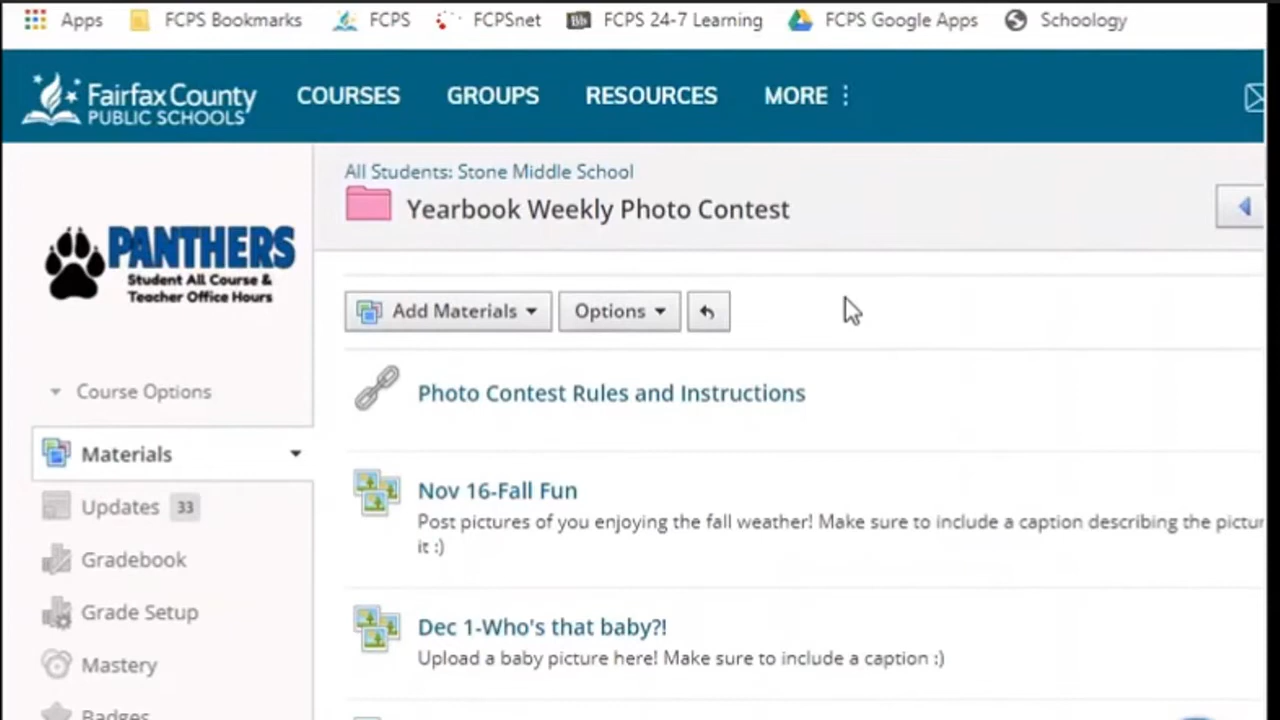 Apps FCPS Bookmarks FCPS FCPSnet Bb FCPS 24-7 Learning FCPS Google Apps Schoology
Fairfax County
PUBLIC SCHOOLS
COURSES GROUPS RESOURCES MORE
All Students: Stone Middle School
Yearbook Weekly Photo Contest
PANTHERS
Student All Course &
Teacher Office Hours
Add Materials Options
Course Options
Photo Contest Rules and Instructions
Materials
Nov 16-Fall Fun
Updates 33
Post pictures of you enjoying the fall weather! Make sure to include a caption describing the pictur
it :)
Gradebook
Grade Setup
Dec 1-Who's that baby?!
Upload a baby picture here! Make sure to include a caption :)
Mastery
Badges